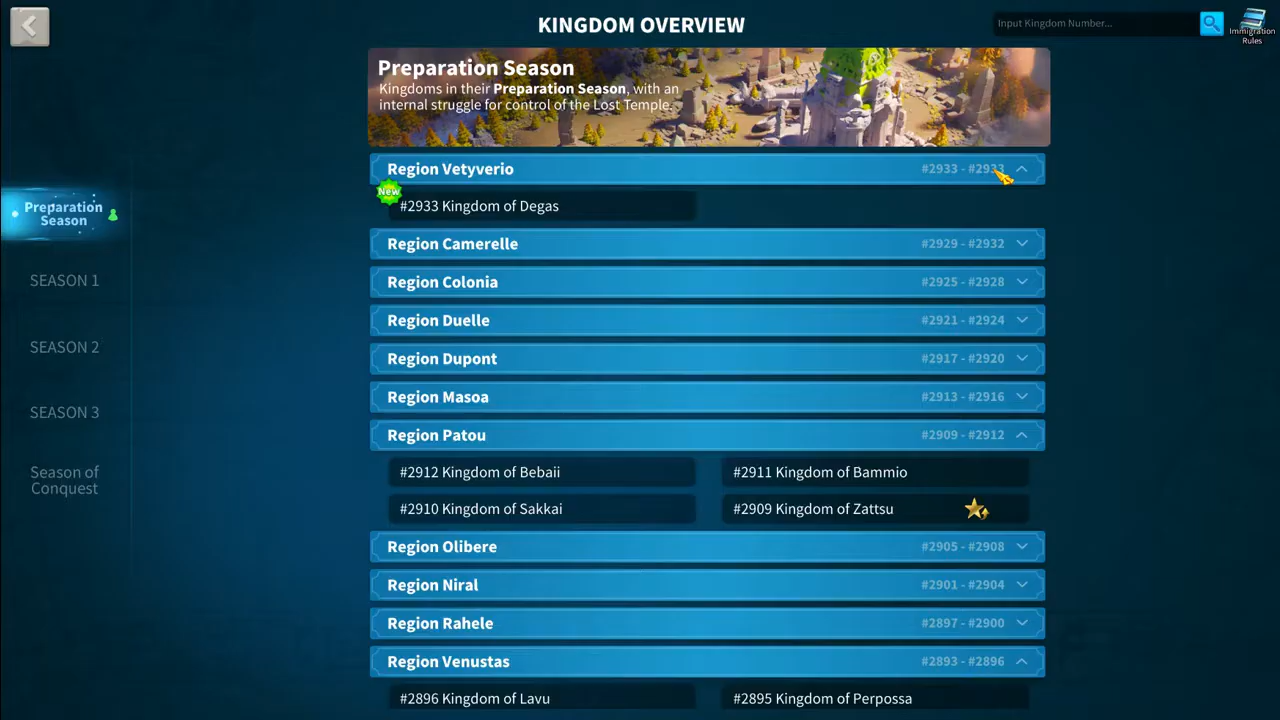 KINGDOM OVERVIEW
Input Kingdom Number...
Immigration
Rules
Preparation Season
Kingdoms in their Preparation Season, with an
internal struggle for control of the Lost Temple.
Preparation
Season
SEASON 1
SEASON 2
SEASON 3
Season of
Conquest
Region Vetyverio #2933 - #2933
New
#2933 Kingdom of Degas
Region Camerelle #2929 - #2932
Region Colonia #2925 - #2928
Region Duelle #2921 - #2924
Region Dupont #2917 - #2920
Region Masoa #2913 - #2916
Region Patou #2909 - #2912
#2912 Kingdom of Bebaii #2911 Kingdom of Bammio
#2910 Kingdom of Sakkai #2909 Kingdom of Zattsu
Region Olibere #2905 - #2908
Region Niral #2901 - #2904
Region Rahele #2897 - #2900
Region Venustas #2893 - #2896
#2896 Kingdom of Lavu #2895 Kingdom of Perpossa